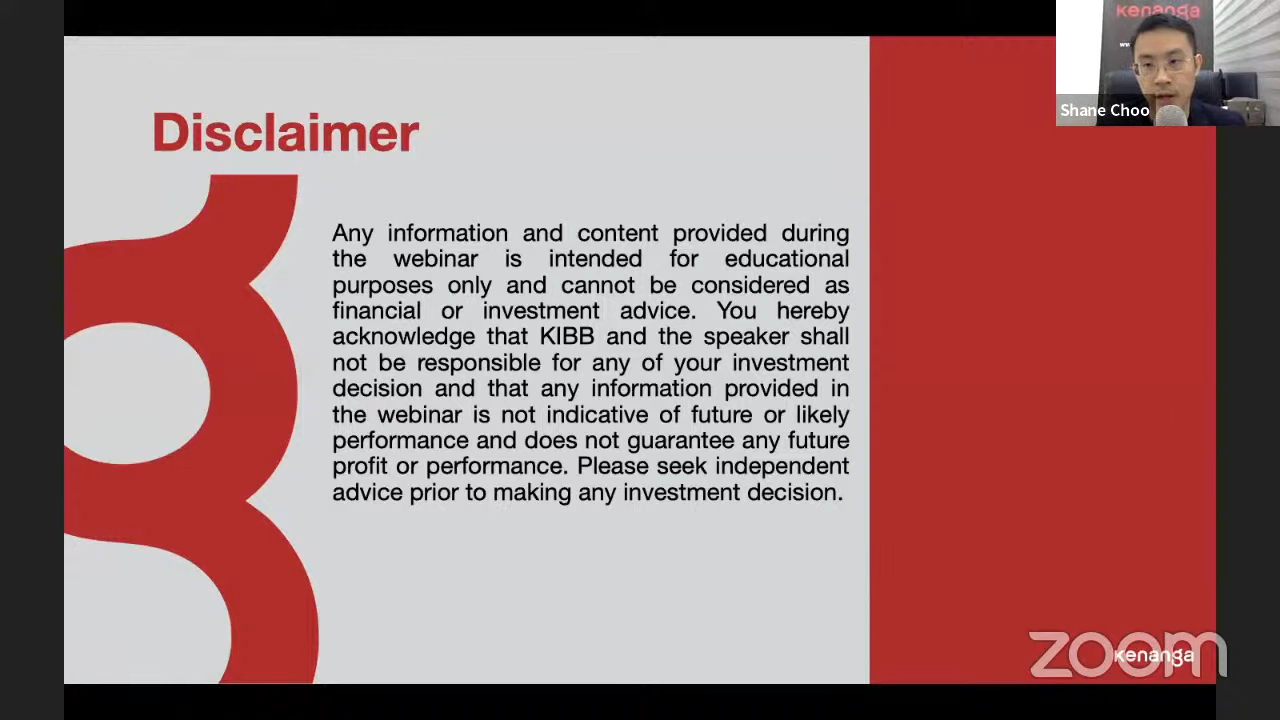 kenanga
Shane Choo
Disclaimer
Any information and content provided during
the webinar is intended for educational
purposes only and cannot be considered as
financial or investment advice. You hereby
acknowledge that KIBB and the speaker shall
not be responsible for any of your investment
decision and that any information provided in
the webinar is not indicative of future or likely
performance and does not guarantee any future
profit or performance. Please seek independent
advice prior to making any investment decision.
zoom
kenanga